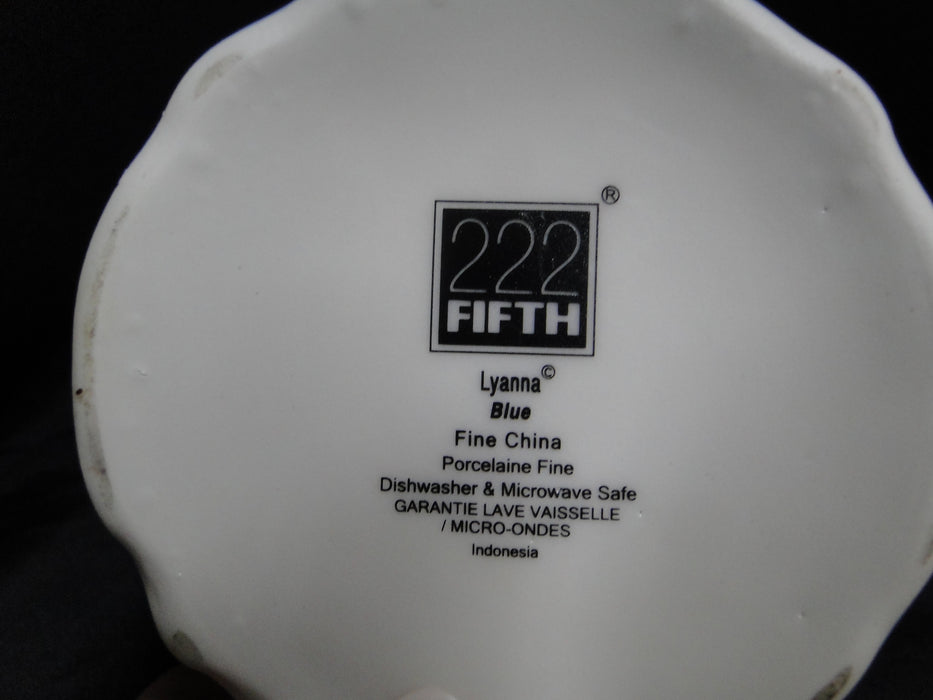 ®
222
FIFTH
Lyanna©
Blue
Fine China
Porcelaine Fine
Dishwasher & Microwave Safe
GARANTIE LAVE VAISSELLE
/ MICRO-ONDES
Indonesia